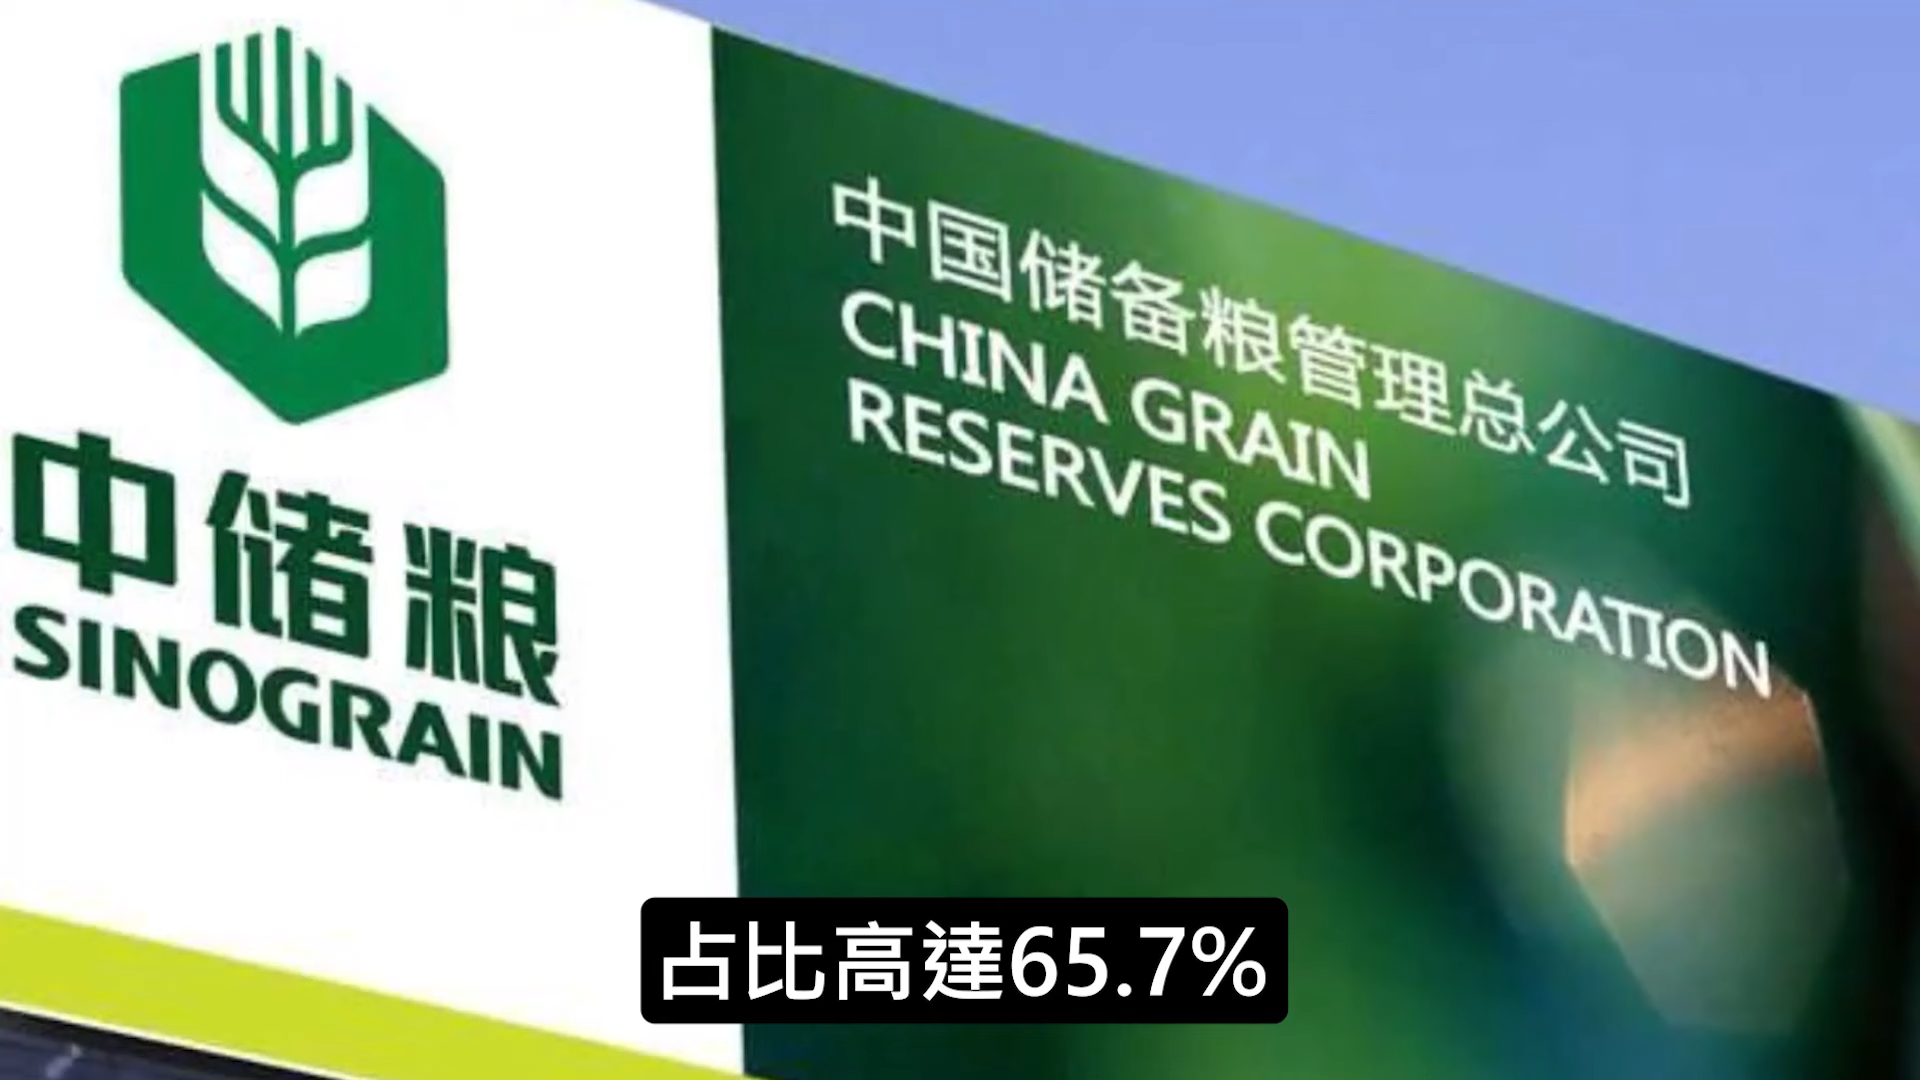 中储粮
SINOGRAIN
中国储备粮管理总公司
CHINA GRAIN
RESERVES CORPORATION
占比高達65.7%